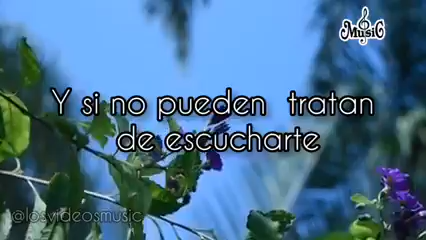 Music
Y si no pueden tratan
de escucharte
@losvideosmusic